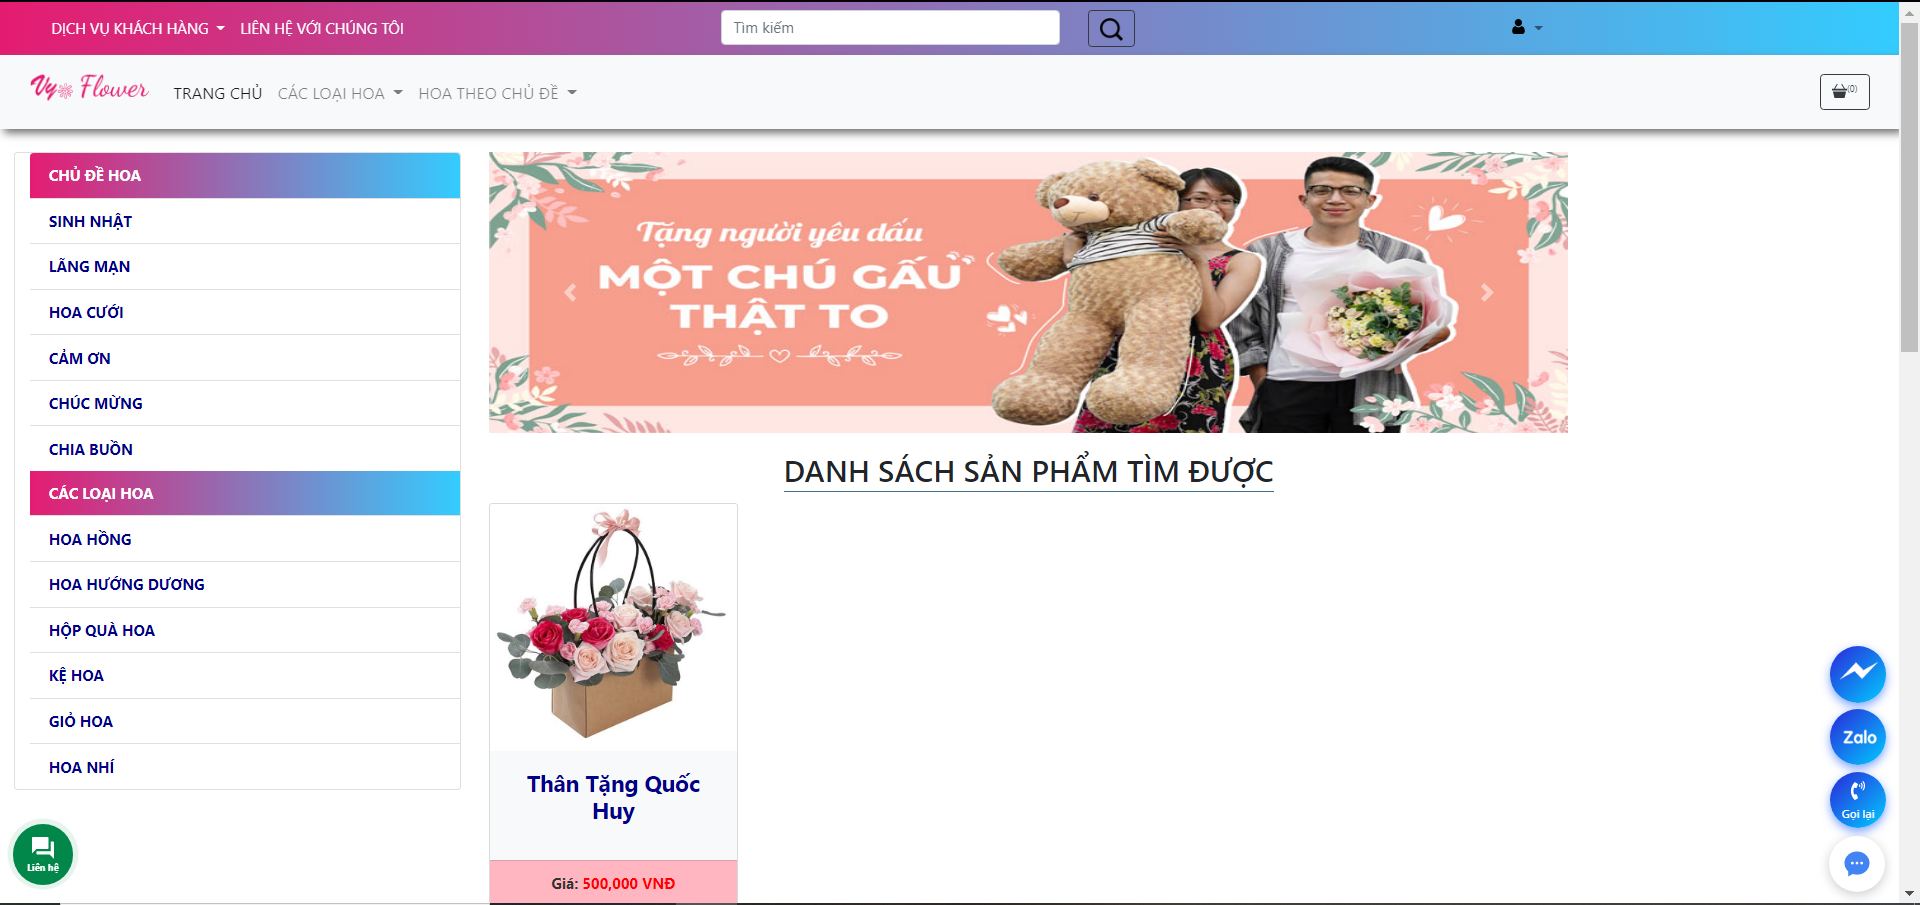 DỊCH VỤ KHÁCH HÀNG LIÊN HỆ VỚI CHÚNG TÔI
Tìm kiếm
Vy Flower
TRANG CHỦ CÁC LOẠI HOA HOA THEO CHỦ ĐỀ
(0)
CHỦ ĐỀ HOA
SINH NHẬT
LÃNG MẠN
HOA CƯỚI
CẢM ƠN
CHÚC MỪNG
CHIA BUỒN
CÁC LOẠI HOA
HOA HỒNG
HOA HƯỚNG DƯƠNG
HỘP QUÀ HOA
KỆ HOA
GIỎ HOA
HOA NHÍ
Tặng người yêu dấu
MỘT CHÚ GẤU
THẬT TO
DANH SÁCH SẢN PHẨM TÌM ĐƯỢC
Thân Tặng Quốc
Huy
Giá: 500,000 VNĐ
Zalo
Gọi lại
Liên hệ